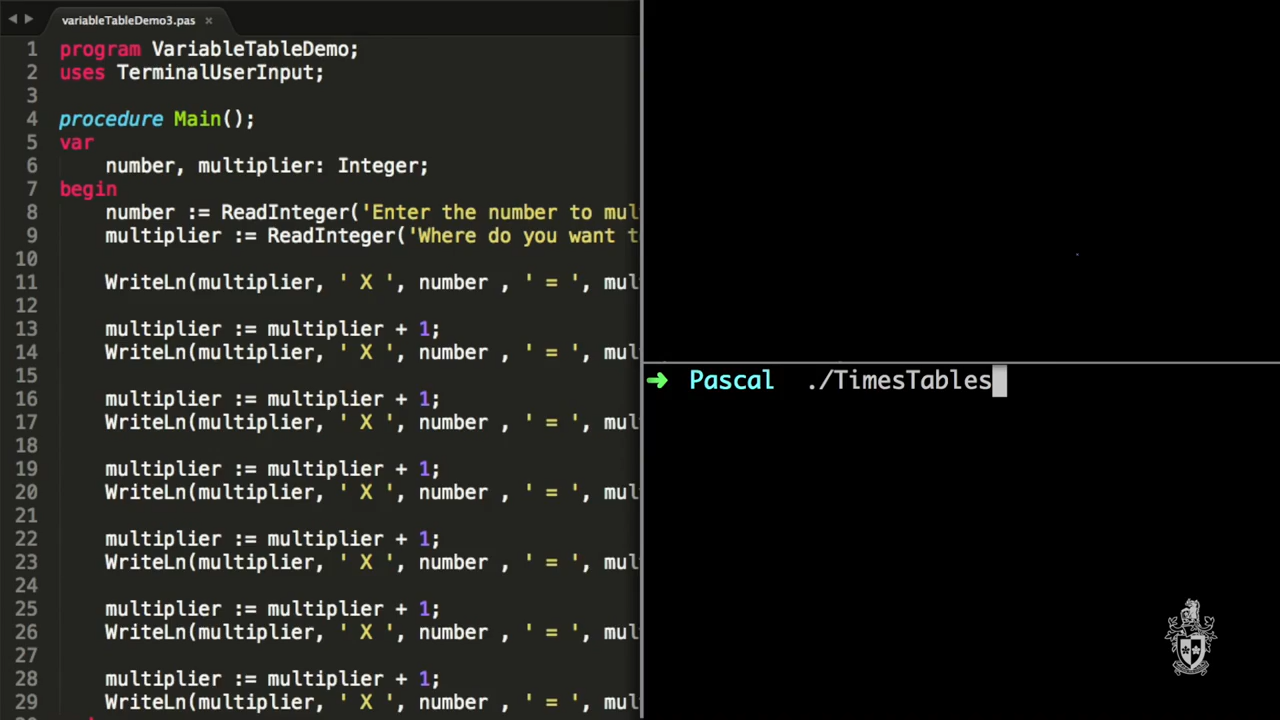 variableTableDemo3.pas ×
1 program VariableTableDemo;
2 uses TerminalUserInput;
3
4 procedure Main();
5 var
6 number, multiplier: Integer;
7 begin
8 number := ReadInteger('Enter the number to mul
9 multiplier := ReadInteger('Where do you want t
10
11 WriteLn(multiplier, ' X ', number , ' = ', mul
12
13 multiplier := multiplier + 1;
14 WriteLn(multiplier, ' X ', number , ' = ', mul
15
16 multiplier := multiplier + 1;
17 WriteLn(multiplier, ' X ', number , ' = ', mul
18
19 multiplier := multiplier + 1;
20 WriteLn(multiplier, ' X ', number , ' = ', mul
21
22 multiplier := multiplier + 1;
23 WriteLn(multiplier, ' X ', number , ' = ', mul
24
25 multiplier := multiplier + 1;
26 WriteLn(multiplier, ' X ', number , ' = ', mul
27
28 multiplier := multiplier + 1;
29 WriteLn(multiplier, ' X ', number , ' = ', mul
➜ Pascal ./TimesTables